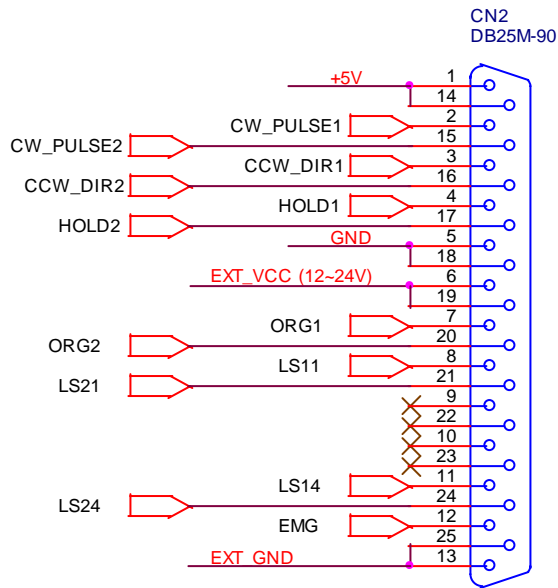 CN2
DB25M-90
+5V 1
14
CW_PULSE1 2
CW_PULSE2 15
CCW_DIR1 3
CCW_DIR2 16
HOLD1 4
HOLD2 17
GND 5
18
EXT_VCC (12~24V) 6
19
ORG1 7
ORG2 20
LS11 8
LS21 21
9
22
10
23
LS14 11
LS24 24
EMG 12
25
EXT_GND 13